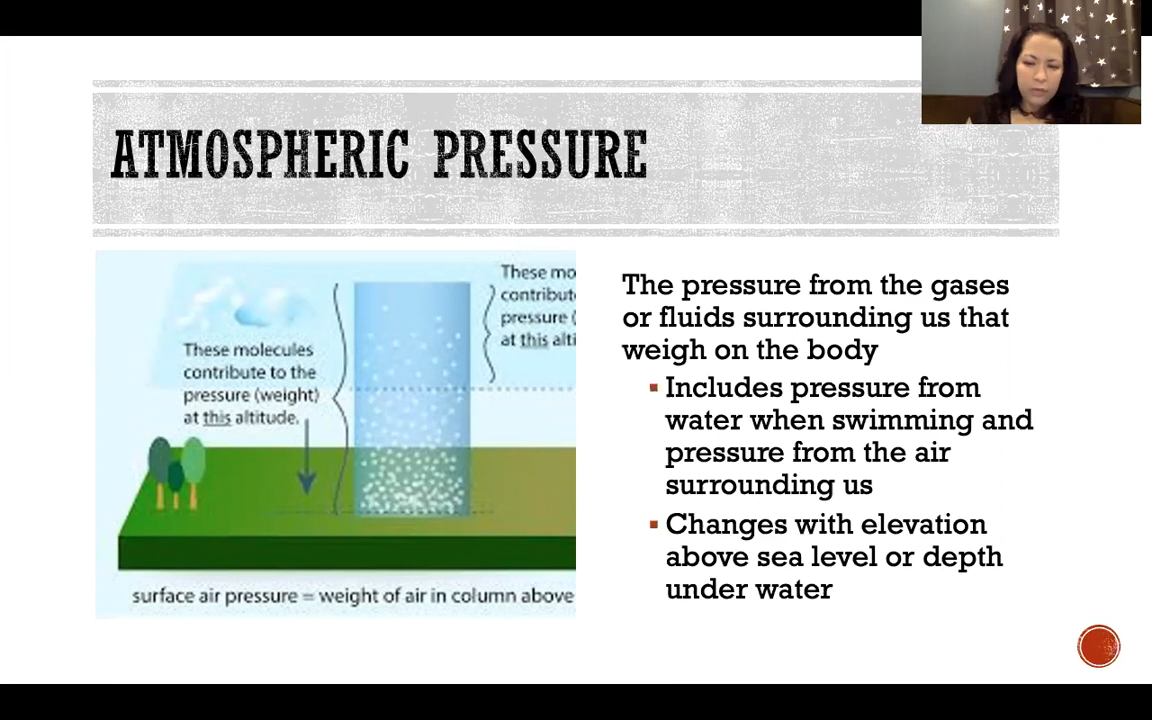 ATMOSPHERIC PRESSURE
These mo
contribut
pressure (
at this alti
These molecules
contribute to the
pressure (weight)
at this altitude.
surface air pressure = weight of air in column above
The pressure from the gases
or fluids surrounding us that
weigh on the body
▪ Includes pressure from
water when swimming and
pressure from the air
surrounding us
▪ Changes with elevation
above sea level or depth
under water